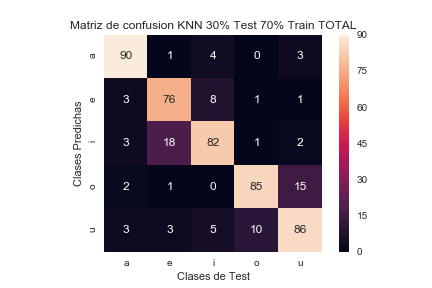 Matriz de confusion KNN 30% Test 70% Train TOTAL
Clases Predichas
a 90 1 4 0 3
e 3 76 8 1 1
i 3 18 82 1 2
o 2 1 0 85 15
u 3 3 5 10 86
a e i o u
Clases de Test
90
75
60
45
30
15
0